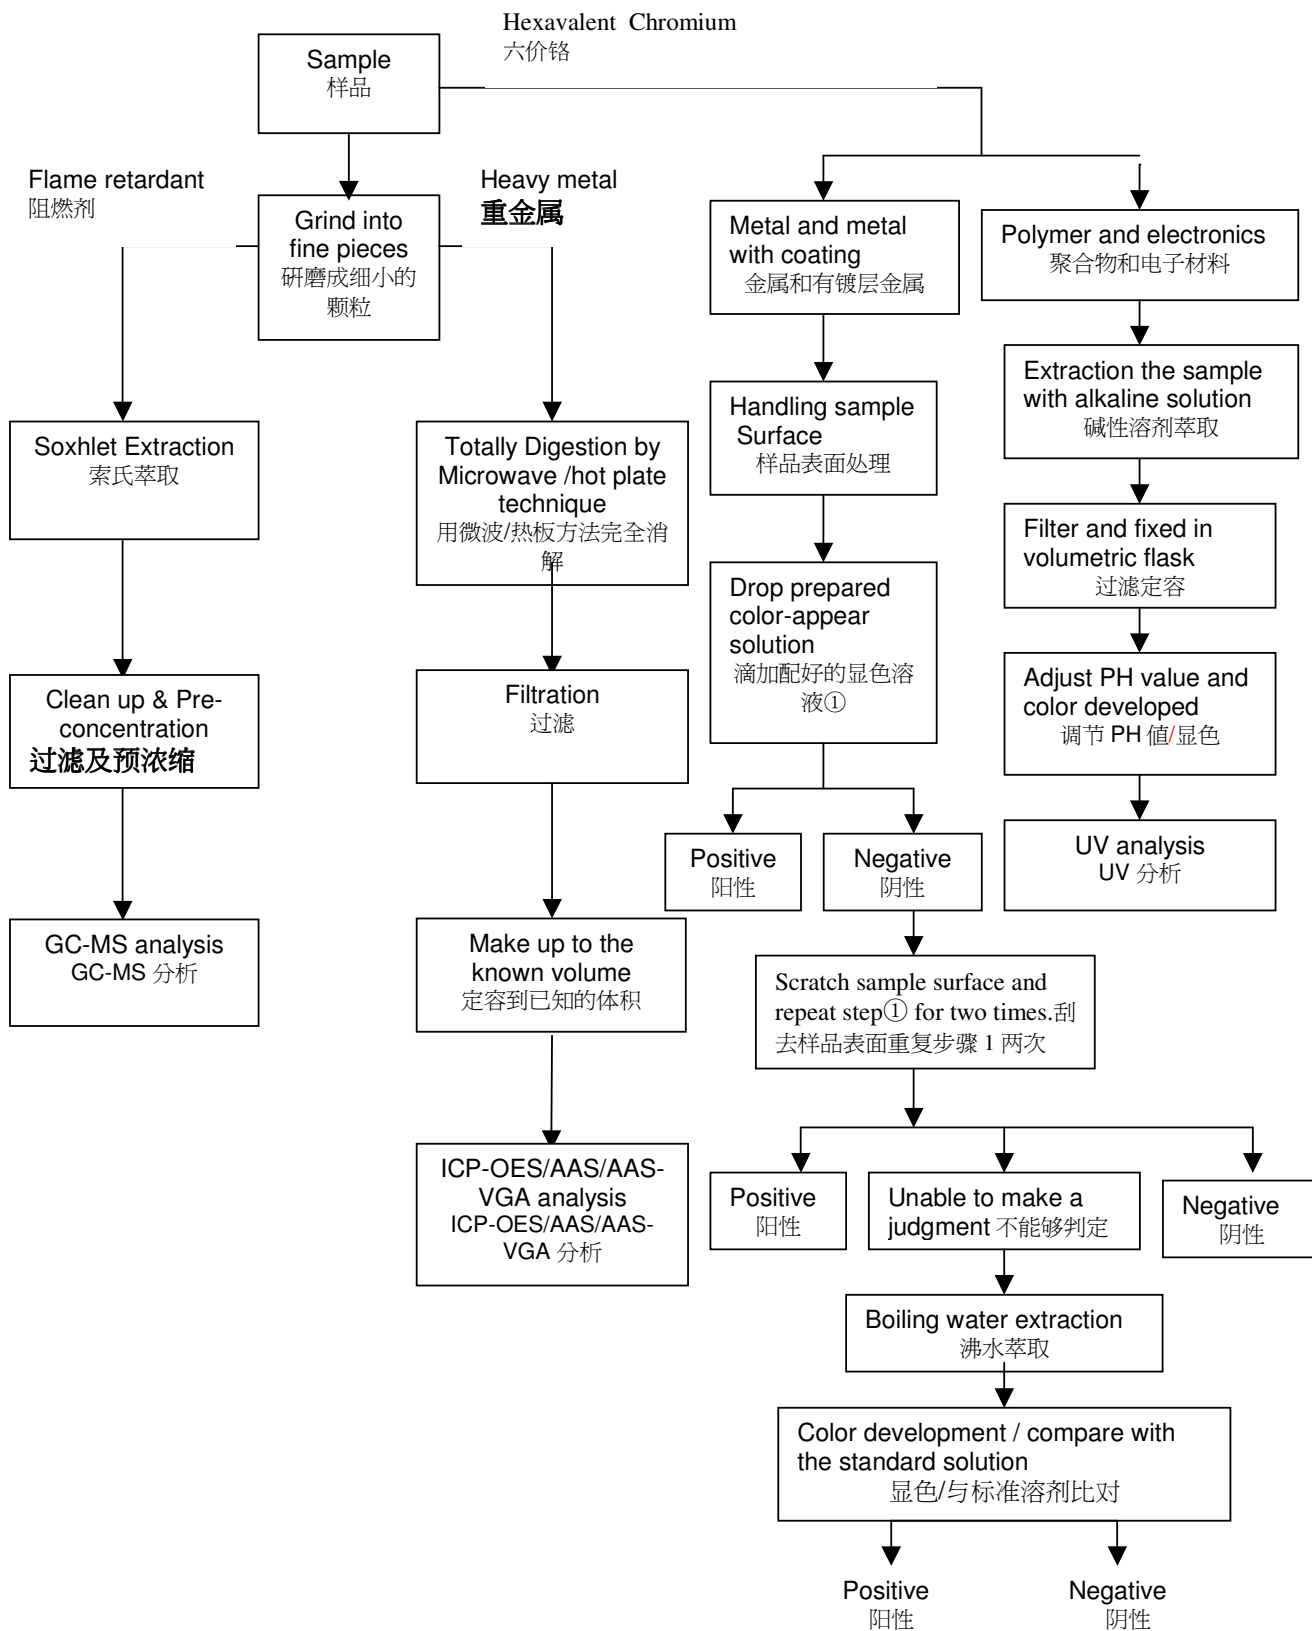 Hexavalent Chromium
六价铬
Sample
样品
Flame retardant
阻燃剂
Grind into
fine pieces
研磨成细小的
颗粒
Heavy metal
重金属
Metal and metal
with coating
金属和有镀层金属
Polymer and electronics
聚合物和电子材料
Soxhlet Extraction
索氏萃取
Totally Digestion by
Microwave /hot plate
technique
用微波/热板方法完全消
解
Handling sample
Surface
样品表面处理
Extraction the sample
with alkaline solution
碱性溶剂萃取
Drop prepared
color-appear
solution
滴加配好的显色溶
液①
Filter and fixed in
volumetric flask
过滤定容
Clean up & Pre-
concentration
过滤及预浓缩
Filtration
过滤
Adjust PH value and
color developed
调节 PH 値/显色
Positive
阳性
Negative
阴性
UV analysis
UV 分析
GC-MS analysis
GC-MS 分析
Make up to the
known volume
定容到已知的体积
Scratch sample surface and
repeat step① for two times.刮
去样品表面重复步骤 1 两次
ICP-OES/AAS/AAS-
VGA analysis
ICP-OES/AAS/AAS-
VGA 分析
Positive
阳性
Unable to make a
judgment 不能够判定
Negative
阴性
Boiling water extraction
沸水萃取
Color development / compare with
the standard solution
显色/与标准溶剂比对
Positive
阳性
Negative
阴性